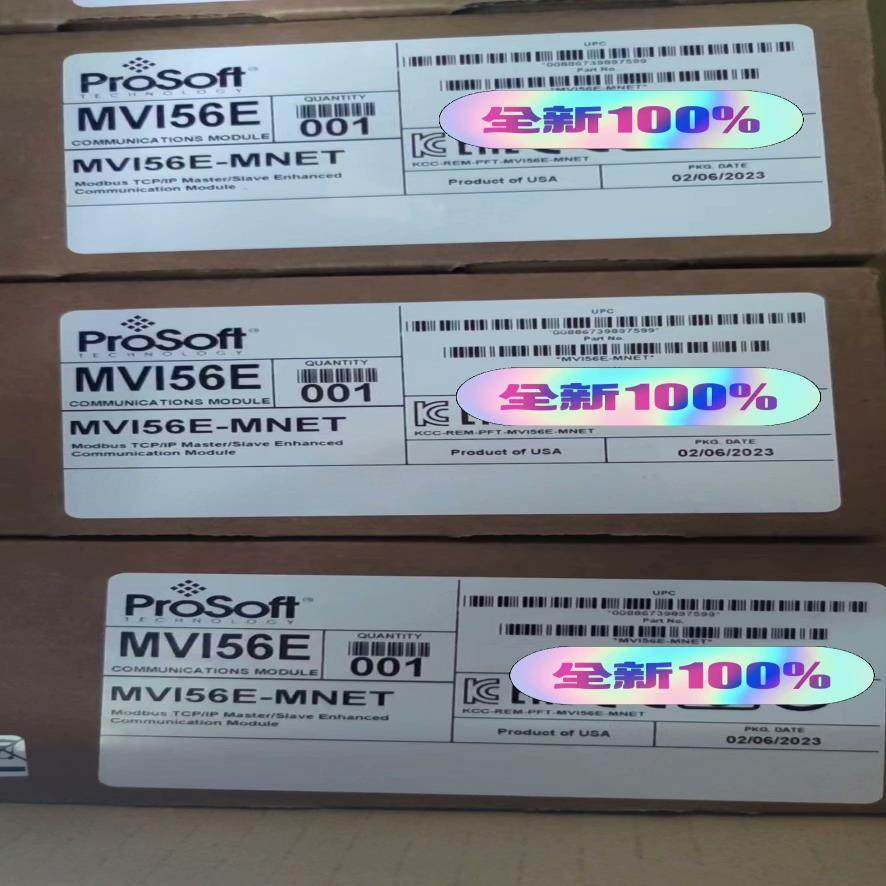 ProSoft
TECHNOLOGY
MVI56E
COMMUNICATIONS MODULE
QUANTITY
001
MVI56E-MNET
Modbus TCP/IP Master/Slave Enhanced
Communication Module
UPC
Part No.
*MVI56E-MNET*
全新100%
KCC-REM-PFT-MVI56E-MNET
Product of USA
PKG. DATE
02/06/2023
ProSoft
TECHNOLOGY
MVI56E
COMMUNICATIONS MODULE
QUANTITY
001
MVI56E-MNET
Modbus TCP/IP Master/Slave Enhanced
Communication Module
UPC
Part No.
*MVI56E-MNET*
全新100%
KCC-REM-PFT-MVI56E-MNET
Product of USA
PKG. DATE
02/06/2023
ProSoft
TECHNOLOGY
MVI56E
COMMUNICATIONS MODULE
QUANTITY
001
MVI56E-MNET
Modbus TCP/IP Master/Slave Enhanced
Communication Module
UPC
Part No.
*MVI56E-MNET*
全新100%
KCC-REM-PFT-MVI56E-MNET
Product of USA
PKG. DATE
02/06/2023